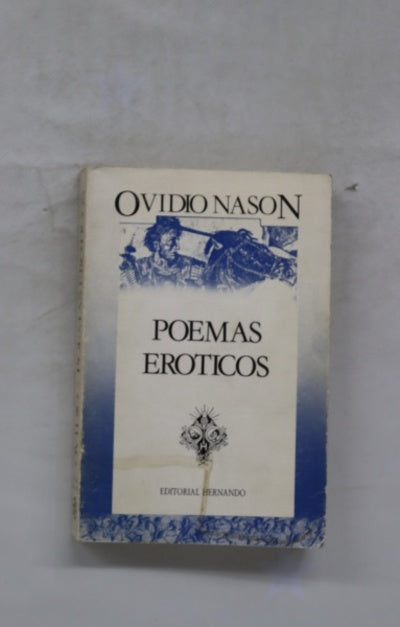 OVIDIO NASON
POEMAS
EROTICOS
EDITORIAL HERNANDO